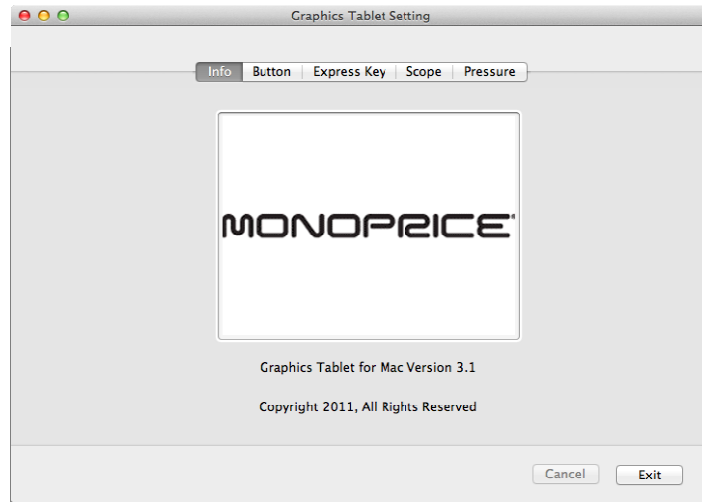 Graphics Tablet Setting
Info Button Express Key Scope Pressure
MONOPRICE
Graphics Tablet for Mac Version 3.1
Copyright 2011, All Rights Reserved
Cancel Exit